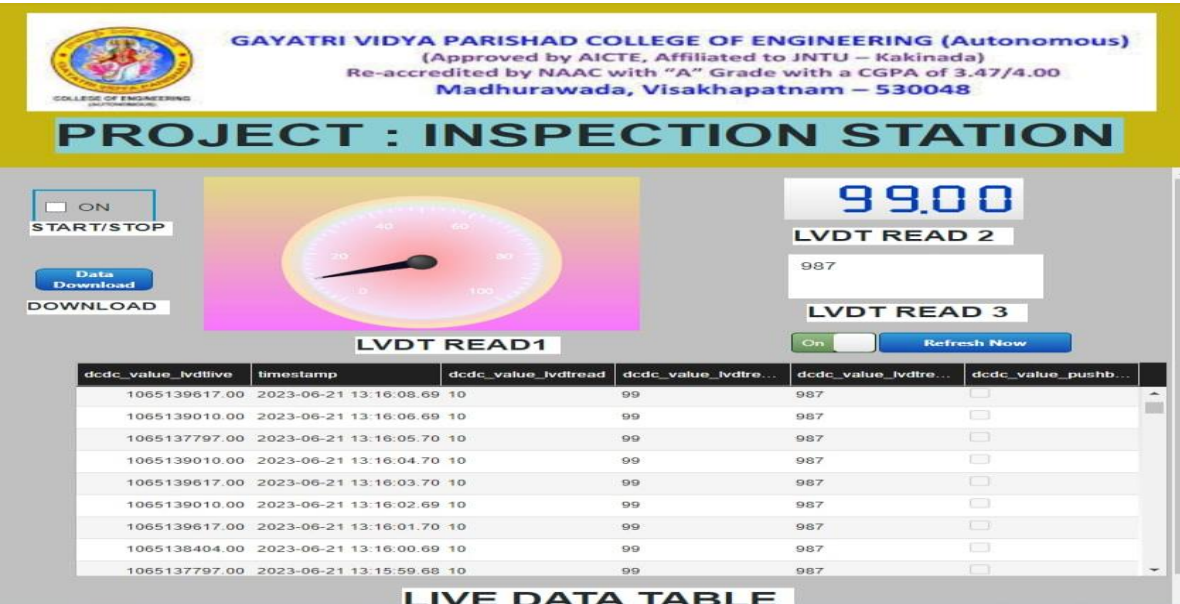 GAYATRI VIDYA PARISHAD COLLEGE OF ENGINEERING (Autonomous)
(Approved by AICTE, Affiliated to JNTU – Kakinada)
Re-accredited by NAAC with "A" Grade with a CGPA of 3.47/4.00
Madhurawada, Visakhapatnam – 530048
GAYATRI VIDYA PARISHAD
COLLEGE OF ENGINEERING
(AUTONOMOUS)
PROJECT : INSPECTION STATION
ON
START/STOP
Data
Download
DOWNLOAD
0 20 40 60 80 100
LVDT READ1
99.00
LVDT READ 2
987
LVDT READ 3
On Refresh Now
dcdc_value_lvdtlive timestamp dcdc_value_lvdtread dcdc_value_lvdtre... dcdc_value_lvdtre... dcdc_value_pushb...
1065139617.00 2023-06-21 13:16:08.69 10 99 987
1065139010.00 2023-06-21 13:16:06.69 10 99 987
1065137797.00 2023-06-21 13:16:05.70 10 99 987
1065139010.00 2023-06-21 13:16:04.70 10 99 987
1065139617.00 2023-06-21 13:16:03.70 10 99 987
1065139010.00 2023-06-21 13:16:02.69 10 99 987
1065139617.00 2023-06-21 13:16:01.70 10 99 987
1065138404.00 2023-06-21 13:16:00.69 10 99 987
1065137797.00 2023-06-21 13:15:59.68 10 99 987
LIVE DATA TABLE